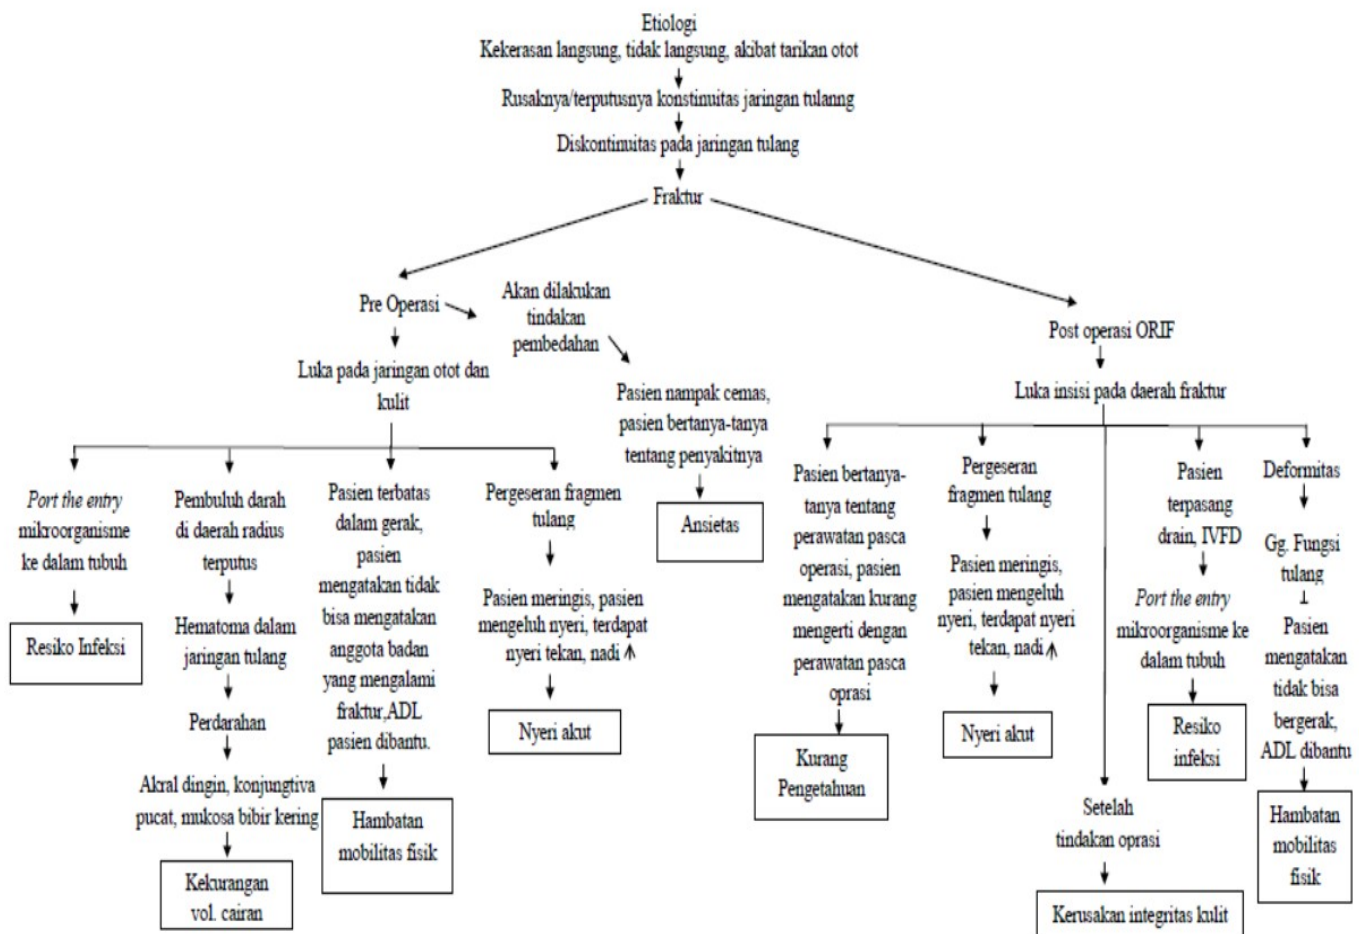 Etiologi
Kekerasan langsung, tidak langsung, akibat tarikan otot
Rusaknya/terputusnya konstinuitas jaringan tulanng
Diskontinuitas pada jaringan tulang
Fraktur
Pre Operasi
Akan dilakukan
tindakan
pembedahan
Pasien nampak cemas,
pasien bertanya-tanya
tentang penyakitnya
Ansietas
Luka pada jaringan otot dan
kulit
Port the entry
mikroorganisme
ke dalam tubuh
Resiko Infeksi
Pembuluh darah
di daerah radius
terputus
Hematoma dalam
jaringan tulang
Perdarahan
Akral dingin, konjungtiva
pucat, mukosa bibir kering
Kekurangan
vol. cairan
Pasien terbatas
dalam gerak,
pasien
mengatakan tidak
bisa mengatakan
anggota badan
yang mengalami
fraktur,ADL
pasien dibantu.
Hambatan
mobilitas fisik
Pergeseran fragmen
tulang
Pasien meringis, pasien
mengeluh nyeri, terdapat
nyeri tekan, nadi ↑
Nyeri akut
Post operasi ORIF
Luka insisi pada daerah fraktur
Pasien bertanya-
tanya tentang
perawatan pasca
operasi, pasien
mengatakan kurang
mengerti dengan
perawatan pasca
oprasi
Kurang
Pengetahuan
Pergeseran
fragmen tulang
Pasien meringis,
pasien mengeluh
nyeri, terdapat nyeri
tekan, nadi ↑
Nyeri akut
Setelah
tindakan oprasi
Kerusakan integritas kulit
Pasien
terpasang
drain, IVFD
Port the entry
mikroorganisme ke
dalam tubuh
Resiko
infeksi
Deformitas
Gg. Fungsi
tulang
Pasien
mengatakan
tidak bisa
bergerak,
ADL dibantu
Hambatan
mobilitas
fisik